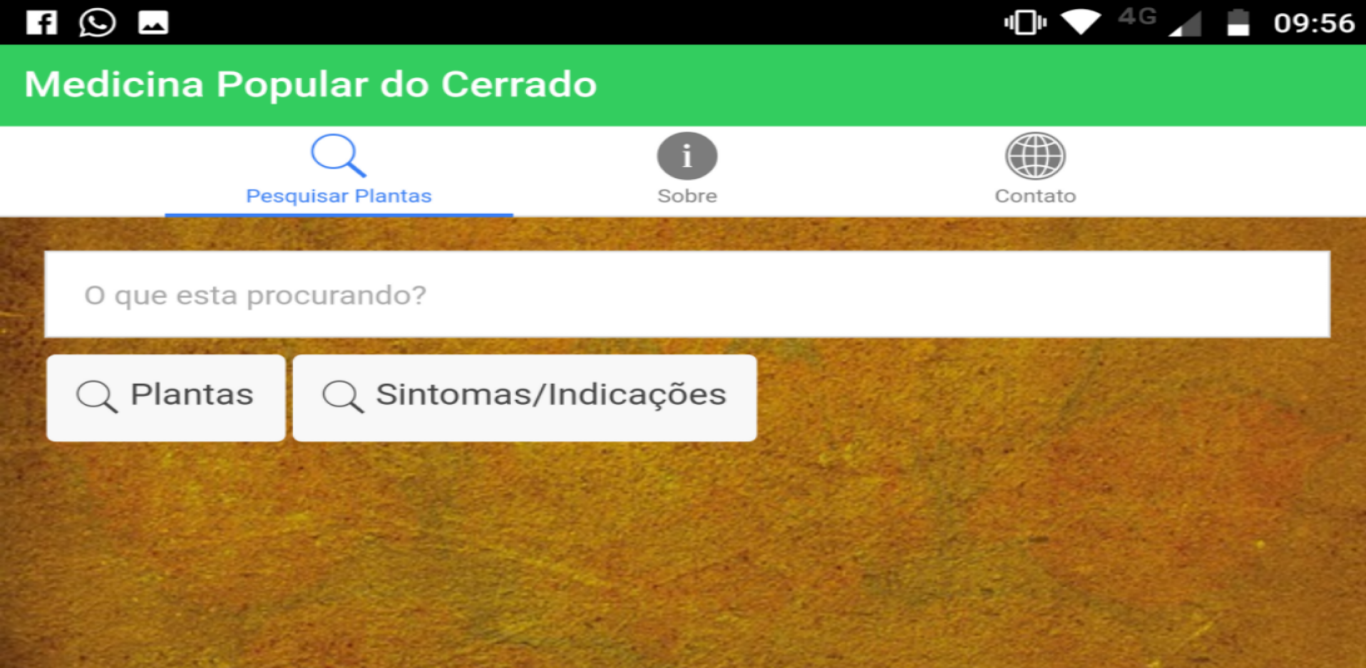 4G 09:56
Medicina Popular do Cerrado
Pesquisar Plantas Sobre Contato
O que esta procurando?
Plantas Sintomas/Indicações